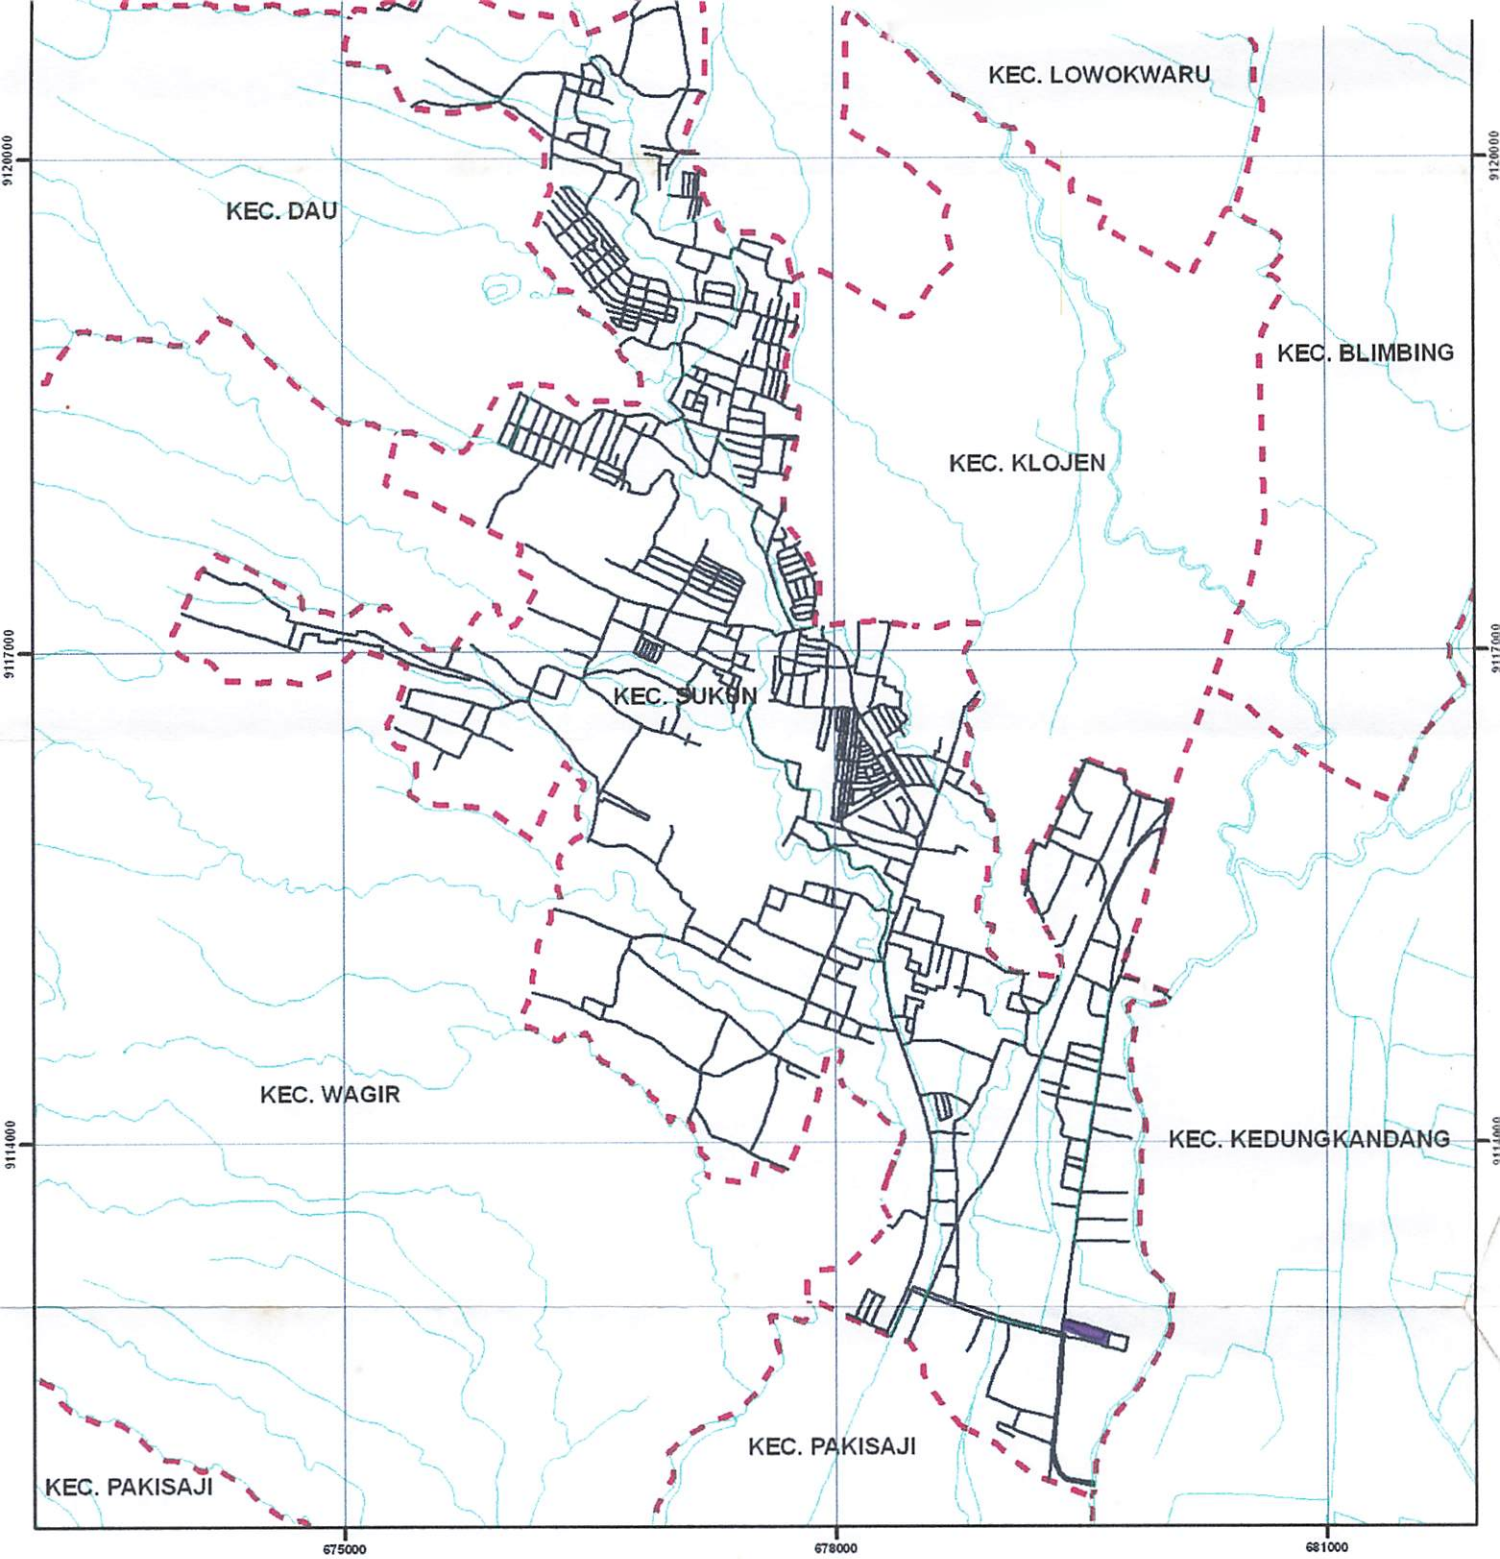 KEC. LOWOKWARU
9120000
9120000
KEC. DAU
KEC. BLIMBING
KEC. KLOJEN
9117000
9117000
KEC. SUKUN
KEC. WAGIR
KEC. KEDUNGKANDANG
9114000
9114000
KEC. PAKISAJI
KEC. PAKISAJI
675000
678000
681000